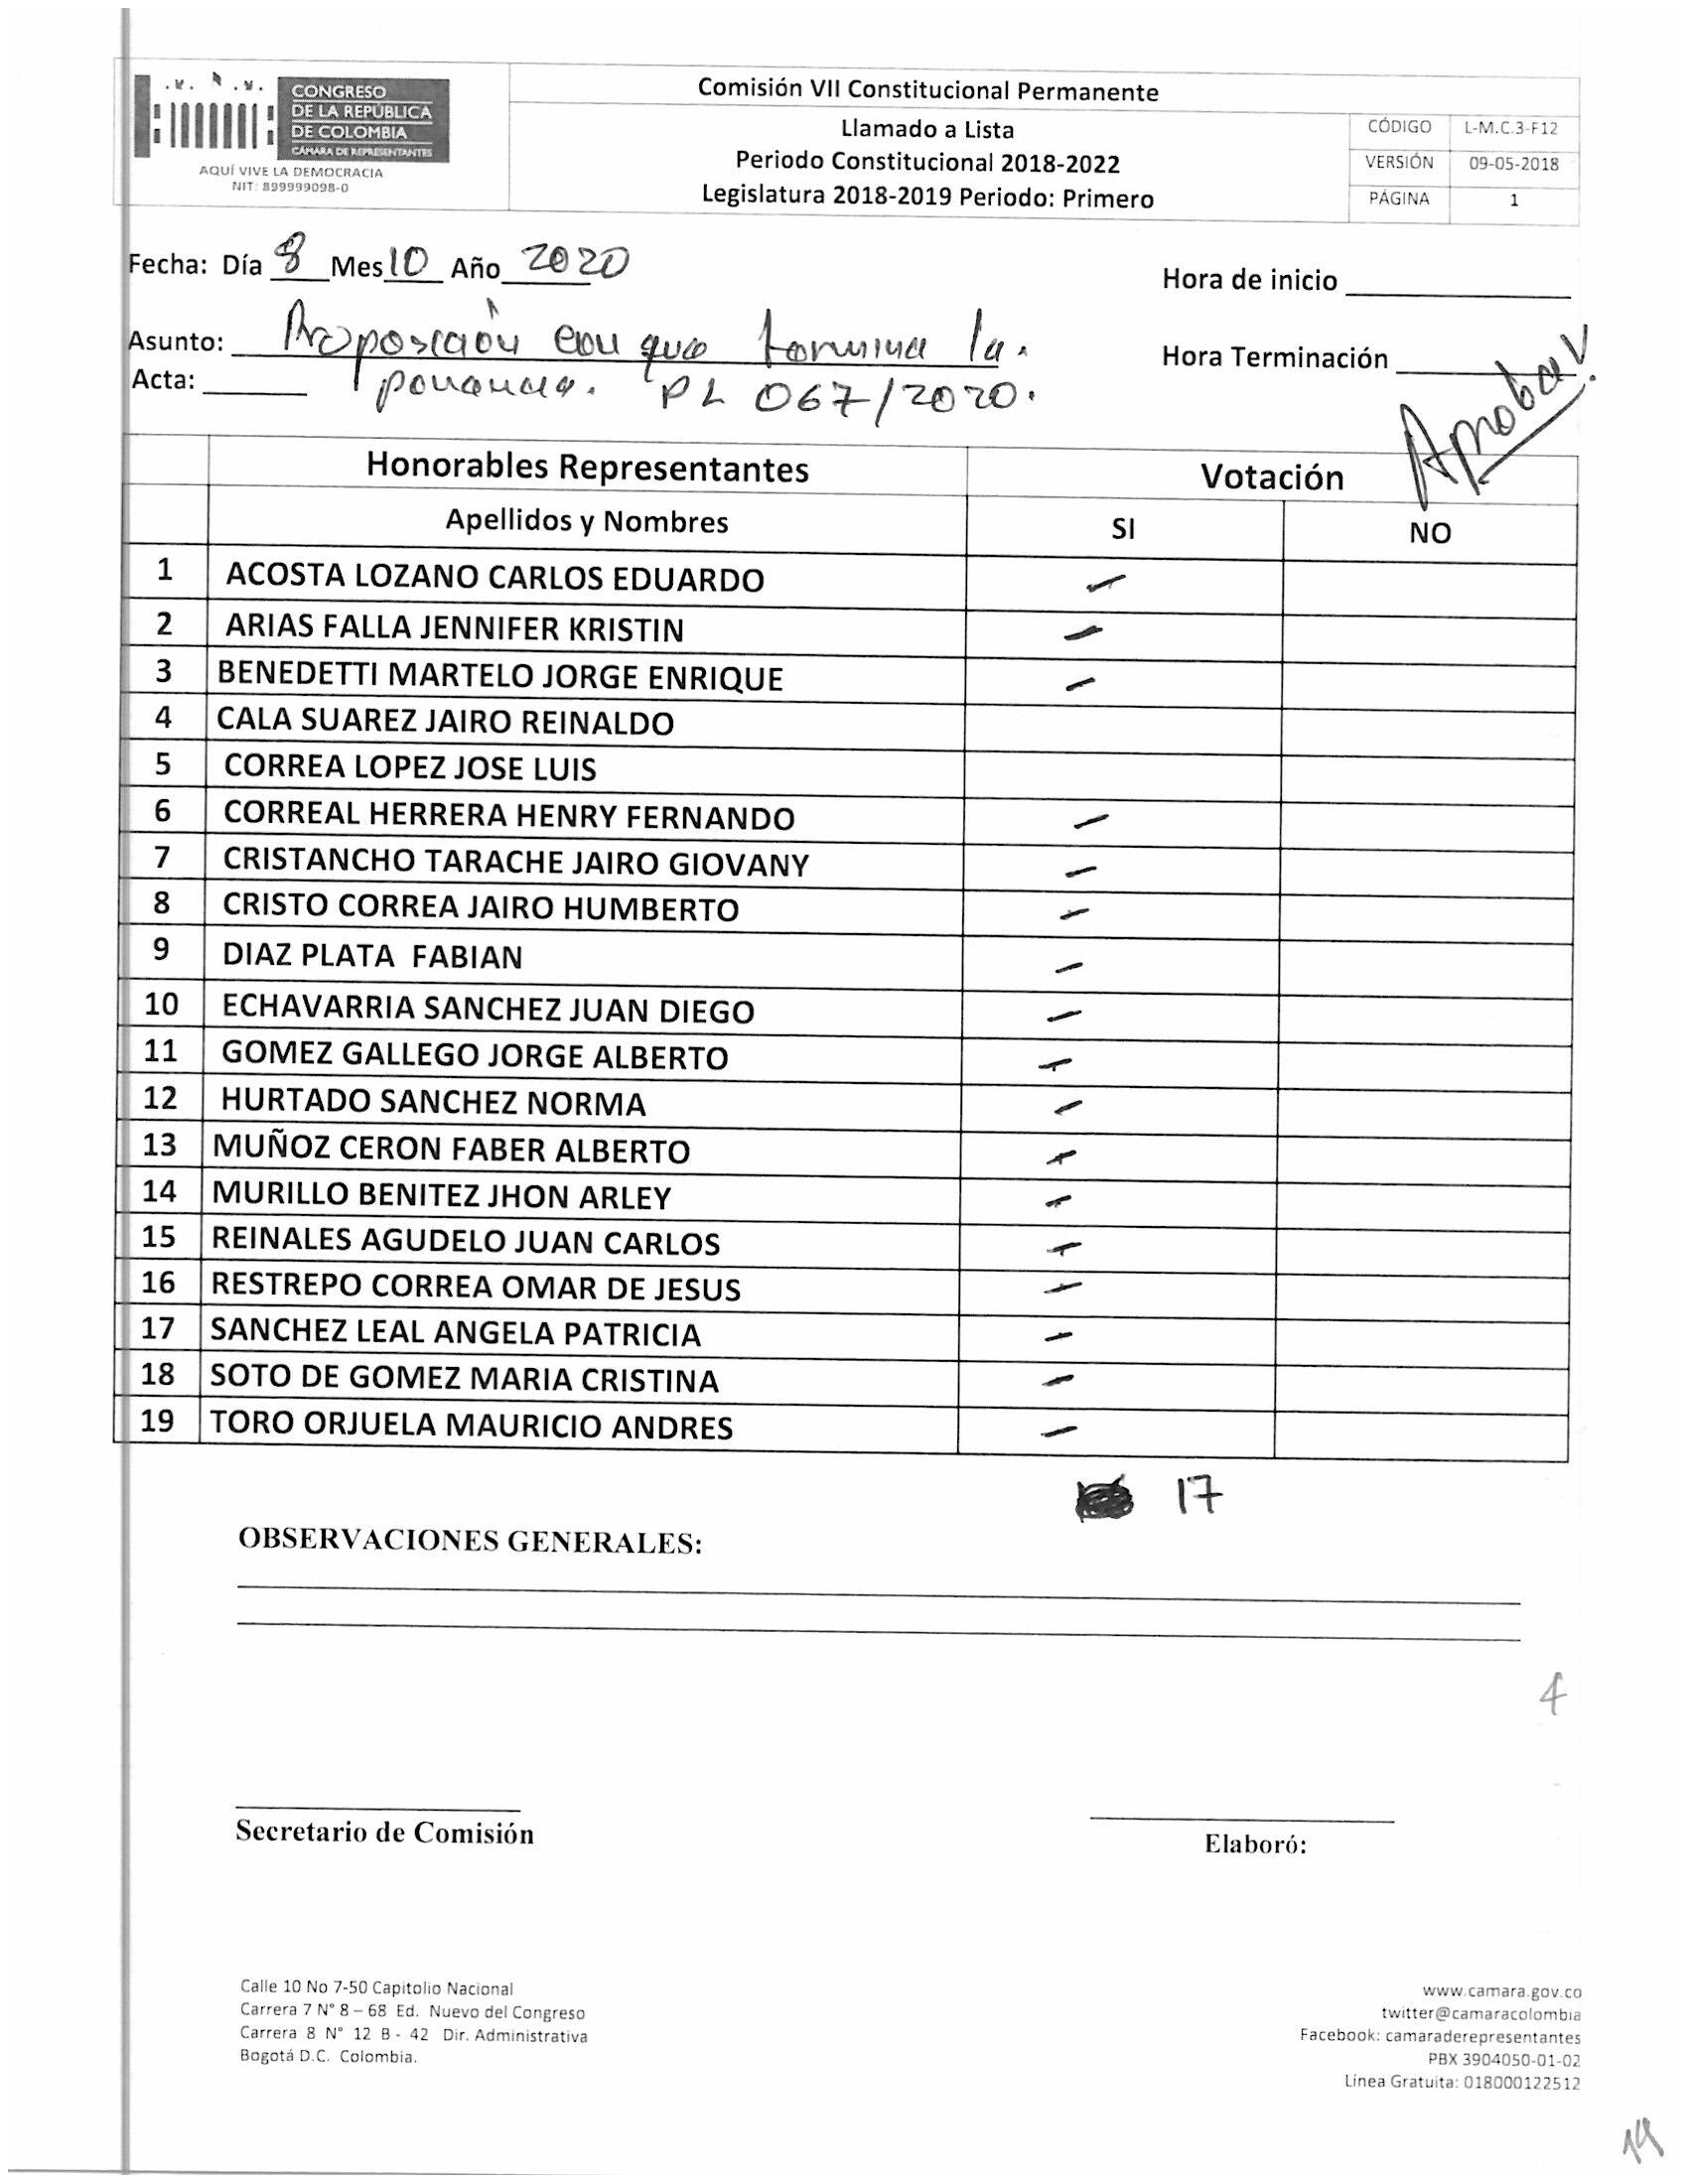 CONGRESO
DE LA REPÚBLICA
DE COLOMBIA
CÁMARA DE REPRESENTANTES
AQUÍ VIVE LA DEMOCRACIA
NIT: 899999098-0
Comisión VII Constitucional Permanente
Llamado a Lista
Periodo Constitucional 2018-2022
Legislatura 2018-2019 Periodo: Primero
CÓDIGO L-M.C.3-F12
VERSIÓN 09-05-2018
PÁGINA 1
Fecha: Día 8 Mes 10 Año 2020
Hora de inicio
Asunto: Proposición con que termina la
Hora Terminación
Acta: ponencia. PL 067/2020.
Honorables Representantes Votación
Apellidos y Nombres SI NO
1 ACOSTA LOZANO CARLOS EDUARDO
2 ARIAS FALLA JENNIFER KRISTIN
3 BENEDETTI MARTELO JORGE ENRIQUE
4 CALA SUAREZ JAIRO REINALDO
5 CORREA LOPEZ JOSE LUIS
6 CORREAL HERRERA HENRY FERNANDO
7 CRISTANCHO TARACHE JAIRO GIOVANY
8 CRISTO CORREA JAIRO HUMBERTO
9 DIAZ PLATA FABIAN
10 ECHAVARRIA SANCHEZ JUAN DIEGO
11 GOMEZ GALLEGO JORGE ALBERTO
12 HURTADO SANCHEZ NORMA
13 MUÑOZ CERON FABER ALBERTO
14 MURILLO BENITEZ JHON ARLEY
15 REINALES AGUDELO JUAN CARLOS
16 RESTREPO CORREA OMAR DE JESUS
17 SANCHEZ LEAL ANGELA PATRICIA
18 SOTO DE GOMEZ MARIA CRISTINA
19 TORO ORJUELA MAURICIO ANDRES
17
OBSERVACIONES GENERALES:
4
Secretario de Comisión
Elaboró:
Calle 10 No 7-50 Capitolio Nacional
Carrera 7 N° 8 – 68 Ed. Nuevo del Congreso
Carrera 8 N° 12 B - 42 Dir. Administrativa
Bogotá D.C. Colombia.
www.camara.gov.co
twitter@camaracolombia
Facebook: camaraderepresentantes
PBX 3904050-01-02
Línea Gratuita: 018000122512